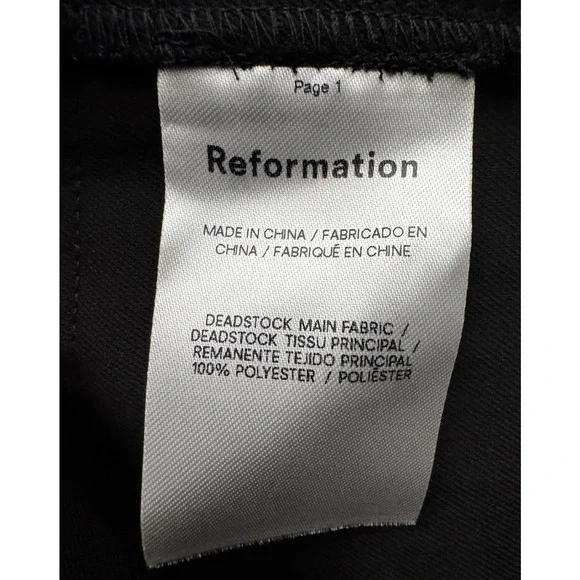 Page 1
Reformation
MADE IN CHINA / FABRICADO EN
CHINA / FABRIQUÉ EN CHINE
DEADSTOCK MAIN FABRIC /
DEADSTOCK TISSU PRINCIPAL /
REMANENTE TEJIDO PRINCIPAL
100% POLYESTER / POLIÉSTER